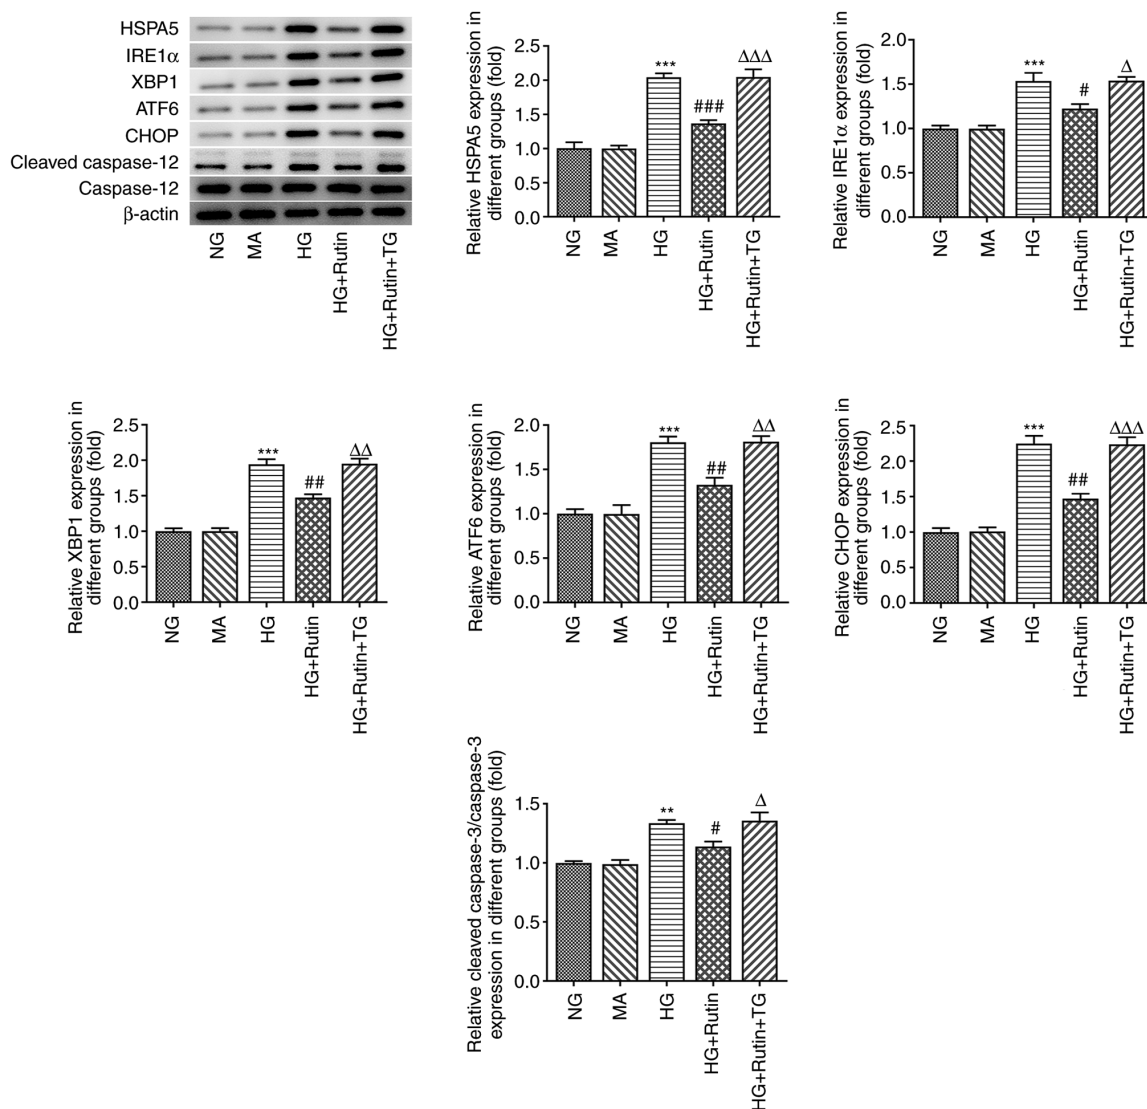 HSPA5
IRE1α
XBP1
ATF6
CHOP
Cleaved caspase-12
Caspase-12
β-actin
NG
MA
HG
HG+Rutin
HG+Rutin+TG
Relative HSPA5 expression in
different groups (fold)
2.5
2.0
1.5
1.0
0.5
0.0
***
###
ΔΔΔ
NG
MA
HG
HG+Rutin
HG+Rutin+TG
Relative IRE1α expression in
different groups (fold)
2.0
1.5
1.0
0.5
0.0
***
#
Δ
NG
MA
HG
HG+Rutin
HG+Rutin+TG
Relative XBP1 expression in
different groups (fold)
2.5
2.0
1.5
1.0
0.5
0.0
***
##
ΔΔ
NG
MA
HG
HG+Rutin
HG+Rutin+TG
Relative ATF6 expression in
different groups (fold)
2.0
1.5
1.0
0.5
0.0
***
##
ΔΔ
NG
MA
HG
HG+Rutin
HG+Rutin+TG
Relative CHOP expression in
different groups (fold)
2.5
2.0
1.5
1.0
0.5
0.0
***
##
ΔΔΔ
NG
MA
HG
HG+Rutin
HG+Rutin+TG
Relative cleaved caspase-3/caspase-3
expression in different groups (fold)
1.5
1.0
0.5
0.0
**
#
Δ
NG
MA
HG
HG+Rutin
HG+Rutin+TG